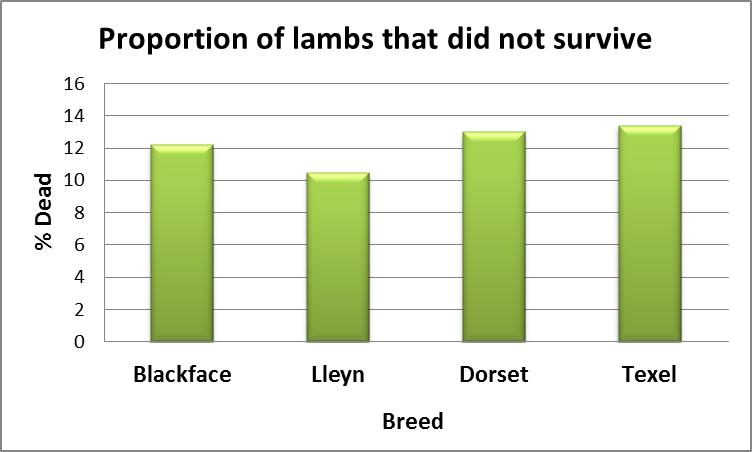 Proportion of lambs that did not survive
16
14
12
10
8
6
4
2
0
% Dead
Blackface Lleyn Dorset Texel
Breed